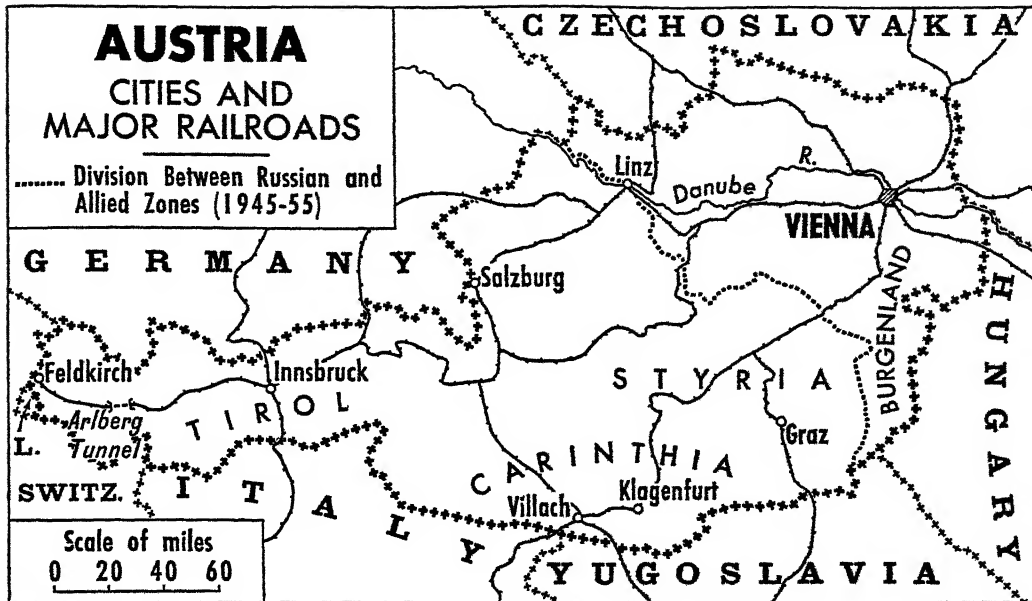 AUSTRIA
CITIES AND
MAJOR RAILROADS
........ Division Between Russian and
Allied Zones (1945-55)
CZECHOSLOVAKIA
Linz
Danube R.
VIENNA
GERMANY
Salzburg
BURGENLAND
HUNGARY
Feldkirch
Innsbruck
STYRIA
TIROL
Arlberg
Tunnel
L.
Graz
CARINTHIA
SWITZ.
ITALY
Villach
Klagenfurt
YUGOSLAVIA
Scale of miles
0 20 40 60